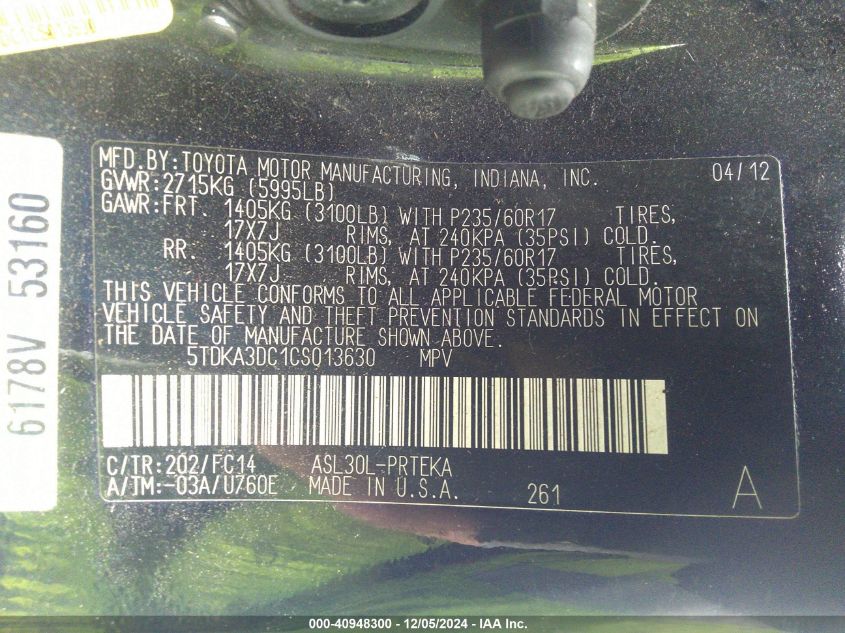 MFD.BY:TOYOTA MOTOR MANUFACTURING, INDIANA, INC. 04/12
GVWR:2715KG (5995LB)
GAWR:FRT. 1405KG (3100LB) WITH P235/60R17 TIRES,
17X7J RIMS, AT 240KPA (35PSI) COLD.
RR. 1405KG (3100LB) WITH P235/60R17 TIRES,
17X7J RIMS, AT 240KPA (35PSI) COLD.
THIS VEHICLE CONFORMS TO ALL APPLICABLE FEDERAL MOTOR
VEHICLE SAFETY AND THEFT PREVENTION STANDARDS IN EFFECT ON
THE DATE OF MANUFACTURE SHOWN ABOVE.
5TDKA3DC1CS013630 MPV
C/TR:202/FC14 ASL30L-PRTEKA
A/TM:-03A/U760E MADE IN U.S.A. 261 A
6178V 53160
000-40948300 - 12/05/2024 - IAA Inc.